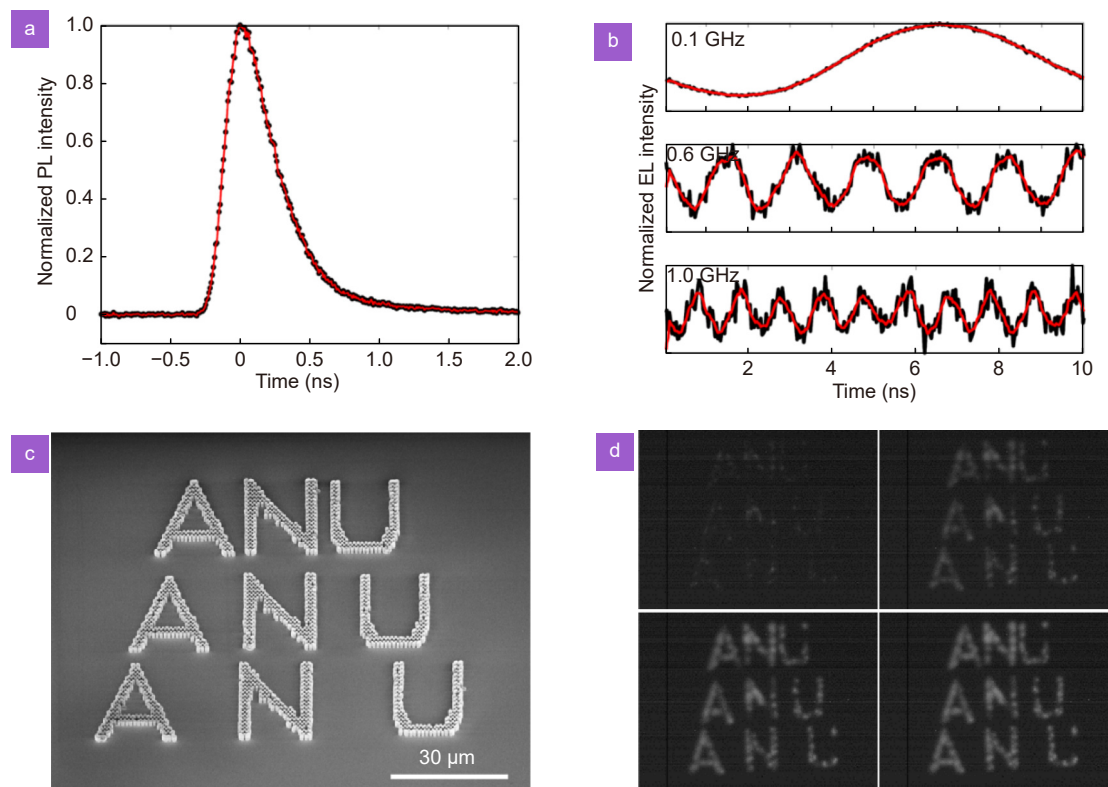 a
1.0
0.8
0.6
0.4
0.2
0
Normalized PL intensity
−1.0 −0.5 0 0.5 1.0 1.5 2.0
Time (ns)
b
0.1 GHz
0.6 GHz
1.0 GHz
Normalized EL intensity
2 4 6 8 10
Time (ns)
c
ANU
A N U
A N U
30 µm
d
ANU
A N U
A N U
ANU
A N U
A N U
ANU
A N U
A N U